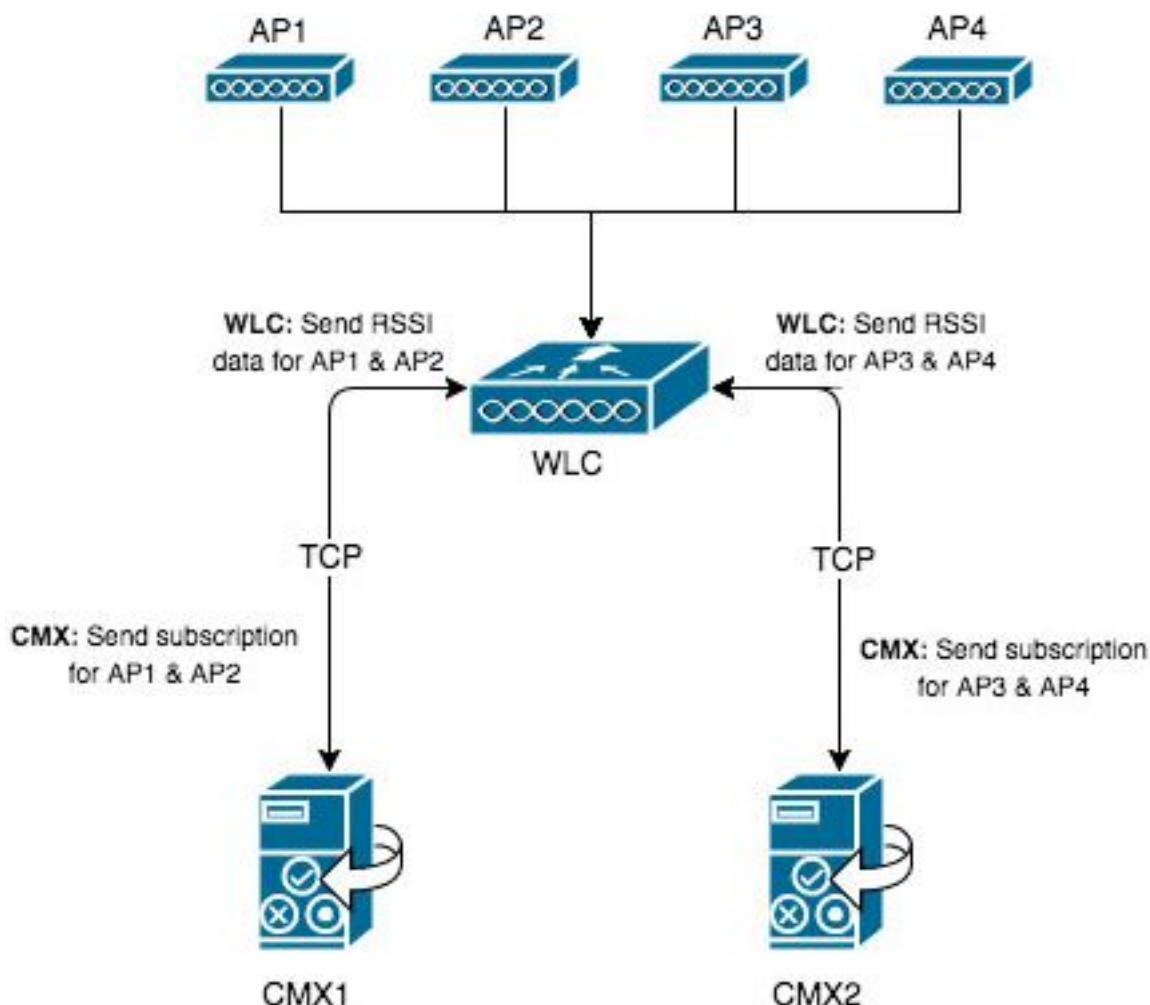 AP1
AP2
AP3
AP4
WLC: Send RSSI
data for AP1 & AP2
WLC: Send RSSI
data for AP3 & AP4
WLC
TCP
TCP
CMX: Send subscription
for AP1 & AP2
CMX: Send subscription
for AP3 & AP4
CMX1
CMX2